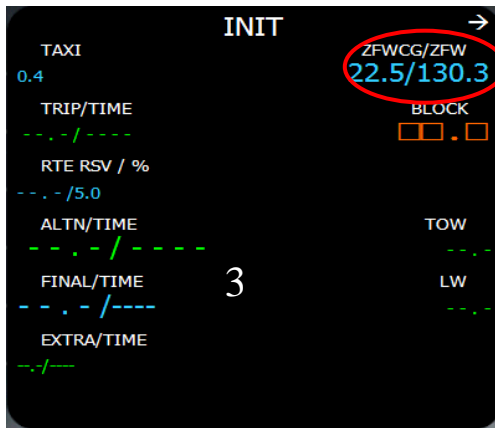 INIT →
TAXI ZFWCG/ZFW
0.4 22.5/130.3
TRIP/TIME BLOCK
--.-/---- □□.□
RTE RSV / %
--.-/5.0
ALTN/TIME TOW
--.-/---- --.-
FINAL/TIME 3 LW
--.-/---- --.-
EXTRA/TIME
--.-/----